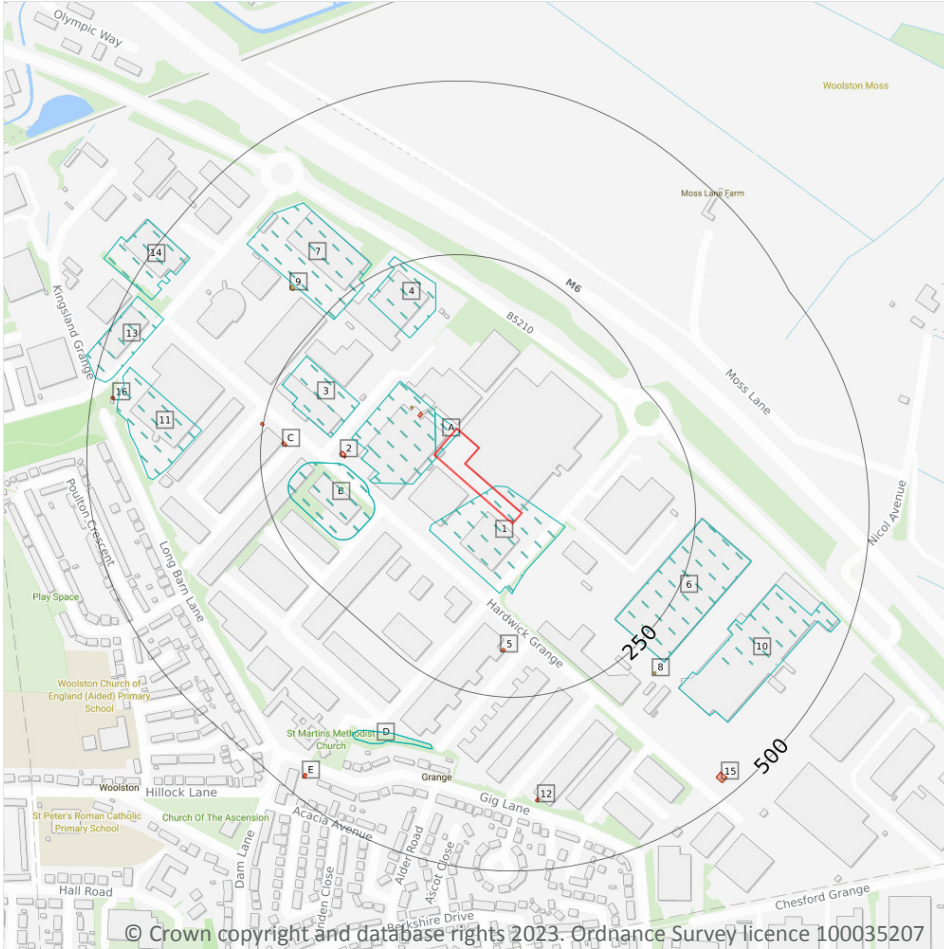 Olympic Way
Woolston Moss
Moss Lane Farm
14
7
9
4
M6
B5210
Kingsland Grange
13
3
Moss Lane
16
11
A
C
2
B
1
Poulton Crescent
Long Barn Lane
Nicol Avenue
Play Space
6
Hardwick Grange
250
5
10
8
Woolston Church of
England (Aided) Primary
School
St Martins Methodist
Church
D
500
E
Grange
15
Woolston
Hillock Lane
12
Gig Lane
St Peter's Roman Catholic
Primary School
Church Of The Ascension
Acacia Avenue
Dam Lane
Alder Road
Ascot Close
Hall Road
Chesford Grange
Berkshire Drive
© Crown copyright and database rights 2023. Ordnance Survey licence 100035207